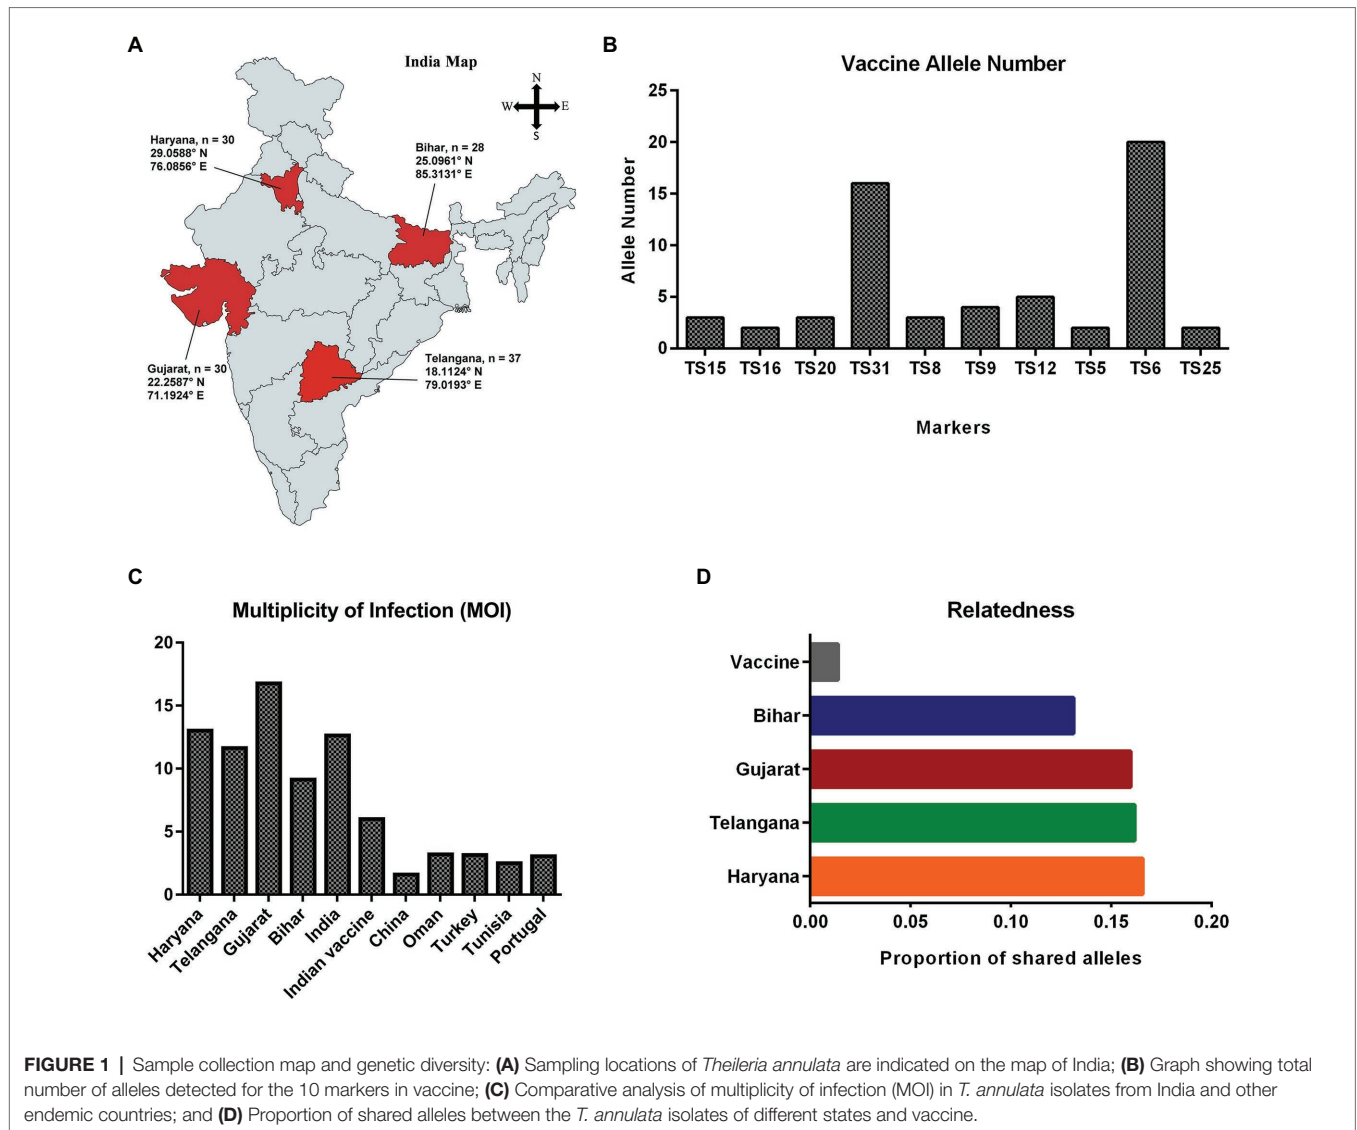 A
India Map
N
W E
S
Haryana, n = 30
29.0588° N
76.0856° E
Bihar, n = 28
25.0961° N
85.3131° E
Gujarat, n = 30
22.2587° N
71.1924° E
Telangana, n = 37
18.1124° N
79.0193° E
B
Vaccine Allele Number
Allele Number
25
20
15
10
5
0
TS15 TS16 TS20 TS31 TS8 TS9 TS12 TS5 TS6 TS25
Markers
C
Multiplicity of Infection (MOI)
20
15
10
5
0
Haryana Telangana Gujarat Bihar India Indian vaccine China Oman Turkey Tunisia Portugal
D
Relatedness
Vaccine
Bihar
Gujarat
Telangana
Haryana
0.00 0.05 0.10 0.15 0.20
Proportion of shared alleles
FIGURE 1 | Sample collection map and genetic diversity: (A) Sampling locations of Theileria annulata are indicated on the map of India; (B) Graph showing total
number of alleles detected for the 10 markers in vaccine; (C) Comparative analysis of multiplicity of infection (MOI) in T. annulata isolates from India and other
endemic countries; and (D) Proportion of shared alleles between the T. annulata isolates of different states and vaccine.